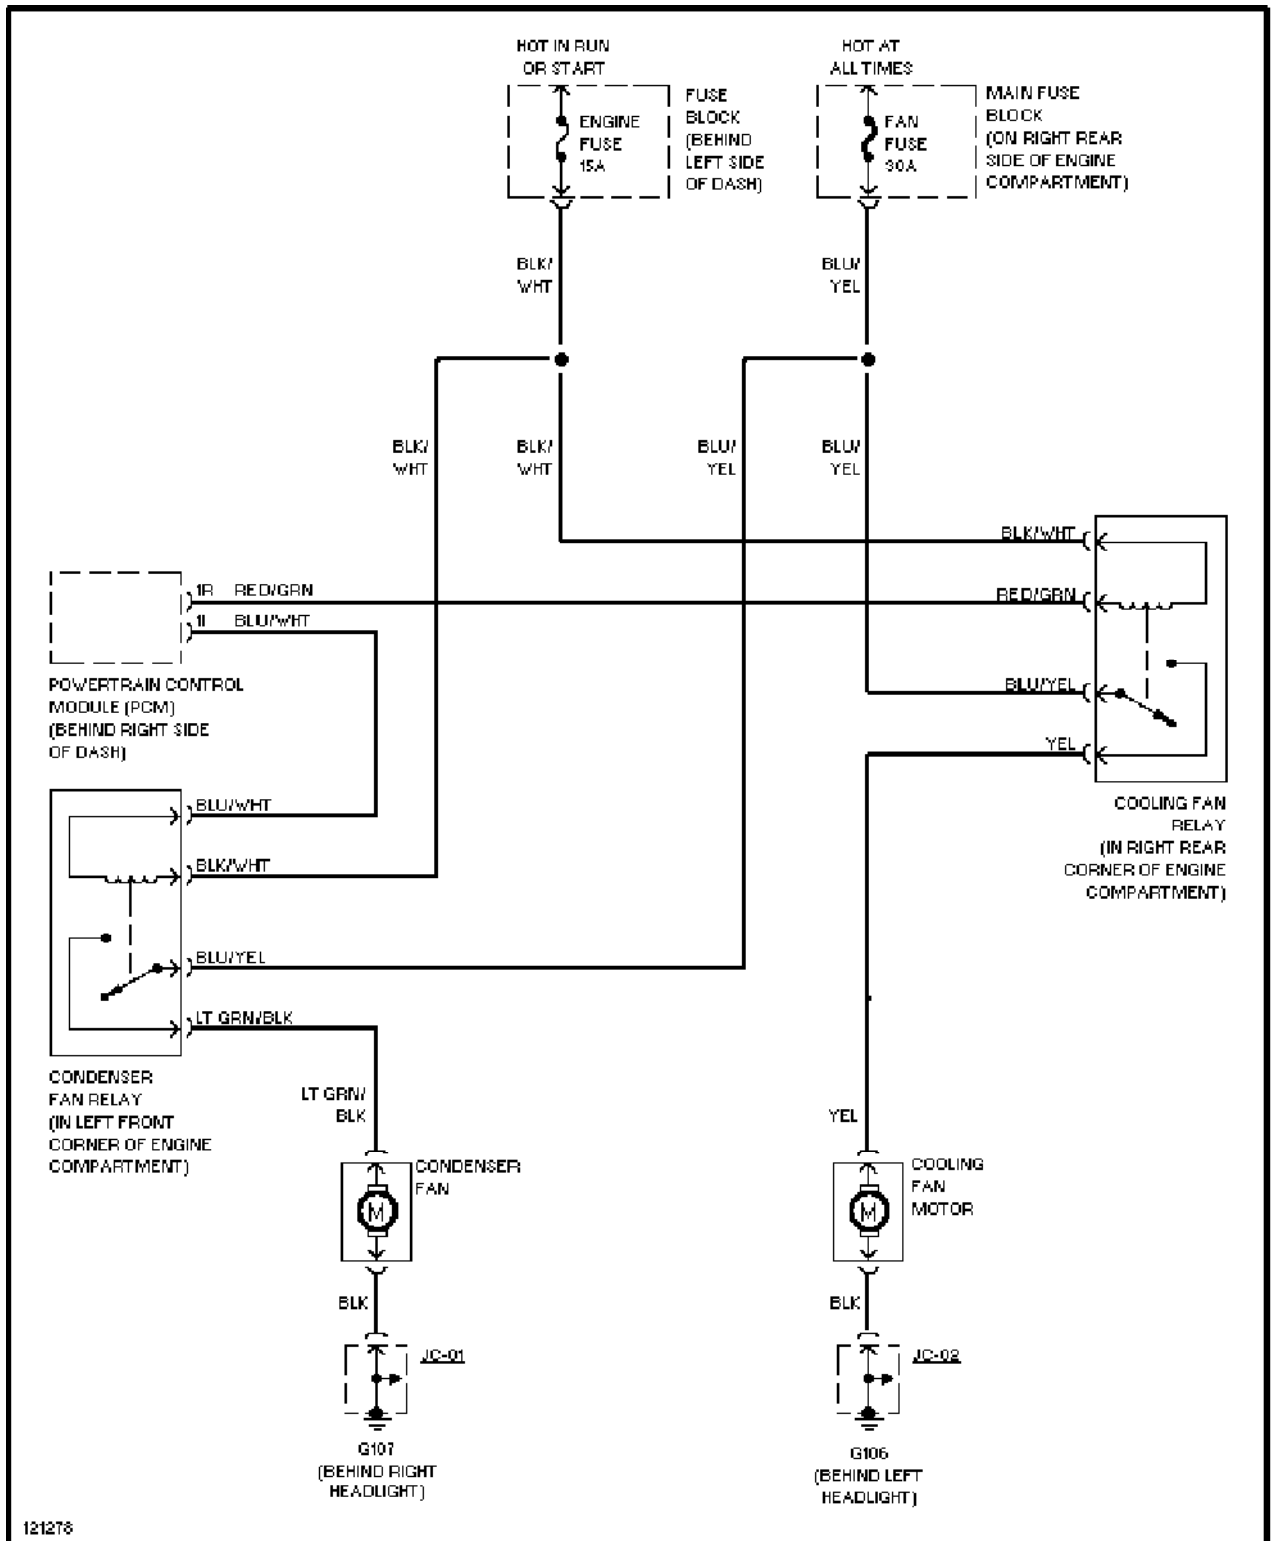 HOT IN RUN
OR START
HOT AT
ALL TIMES
FUSE
BLOCK
(BEHIND
LEFT SIDE
OF DASH)
ENGINE
FUSE
15A
MAIN FUSE
BLOCK
(ON RIGHT REAR
SIDE OF ENGINE
COMPARTMENT)
FAN
FUSE
30A
BLK/
WHT
BLU/
YEL
BLK/
WHT
BLK/
WHT
BLU/
YEL
BLU/
YEL
BLK/WHT
RED/GRN
BLU/YEL
YEL
COOLING FAN
RELAY
(IN RIGHT REAR
CORNER OF ENGINE
COMPARTMENT)
1R RED/GRN
1I BLU/WHT
POWERTRAIN CONTROL
MODULE (PCM)
(BEHIND RIGHT SIDE
OF DASH)
BLU/WHT
BLK/WHT
BLU/YEL
LT GRN/BLK
CONDENSER
FAN RELAY
(IN LEFT FRONT
CORNER OF ENGINE
COMPARTMENT)
LT GRN/
BLK
YEL
CONDENSER
FAN
M
COOLING
FAN
MOTOR
M
BLK
BLK
JC-01
JC-02
G107
(BEHIND RIGHT
HEADLIGHT)
G106
(BEHIND LEFT
HEADLIGHT)
121278